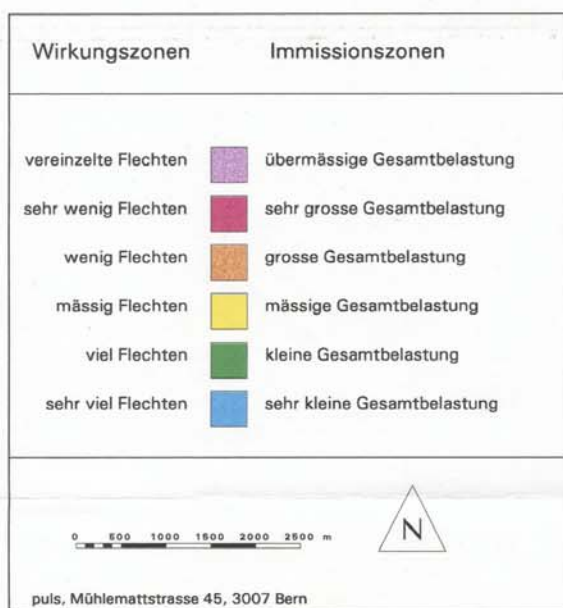 Wirkungszonen Immissionszonen
vereinzelte Flechten übermässige Gesamtbelastung
sehr wenig Flechten sehr grosse Gesamtbelastung
wenig Flechten grosse Gesamtbelastung
mässig Flechten mässige Gesamtbelastung
viel Flechten kleine Gesamtbelastung
sehr viel Flechten sehr kleine Gesamtbelastung
0 500 1000 1500 2000 2500 m
N
puls, Mühlemattstrasse 45, 3007 Bern